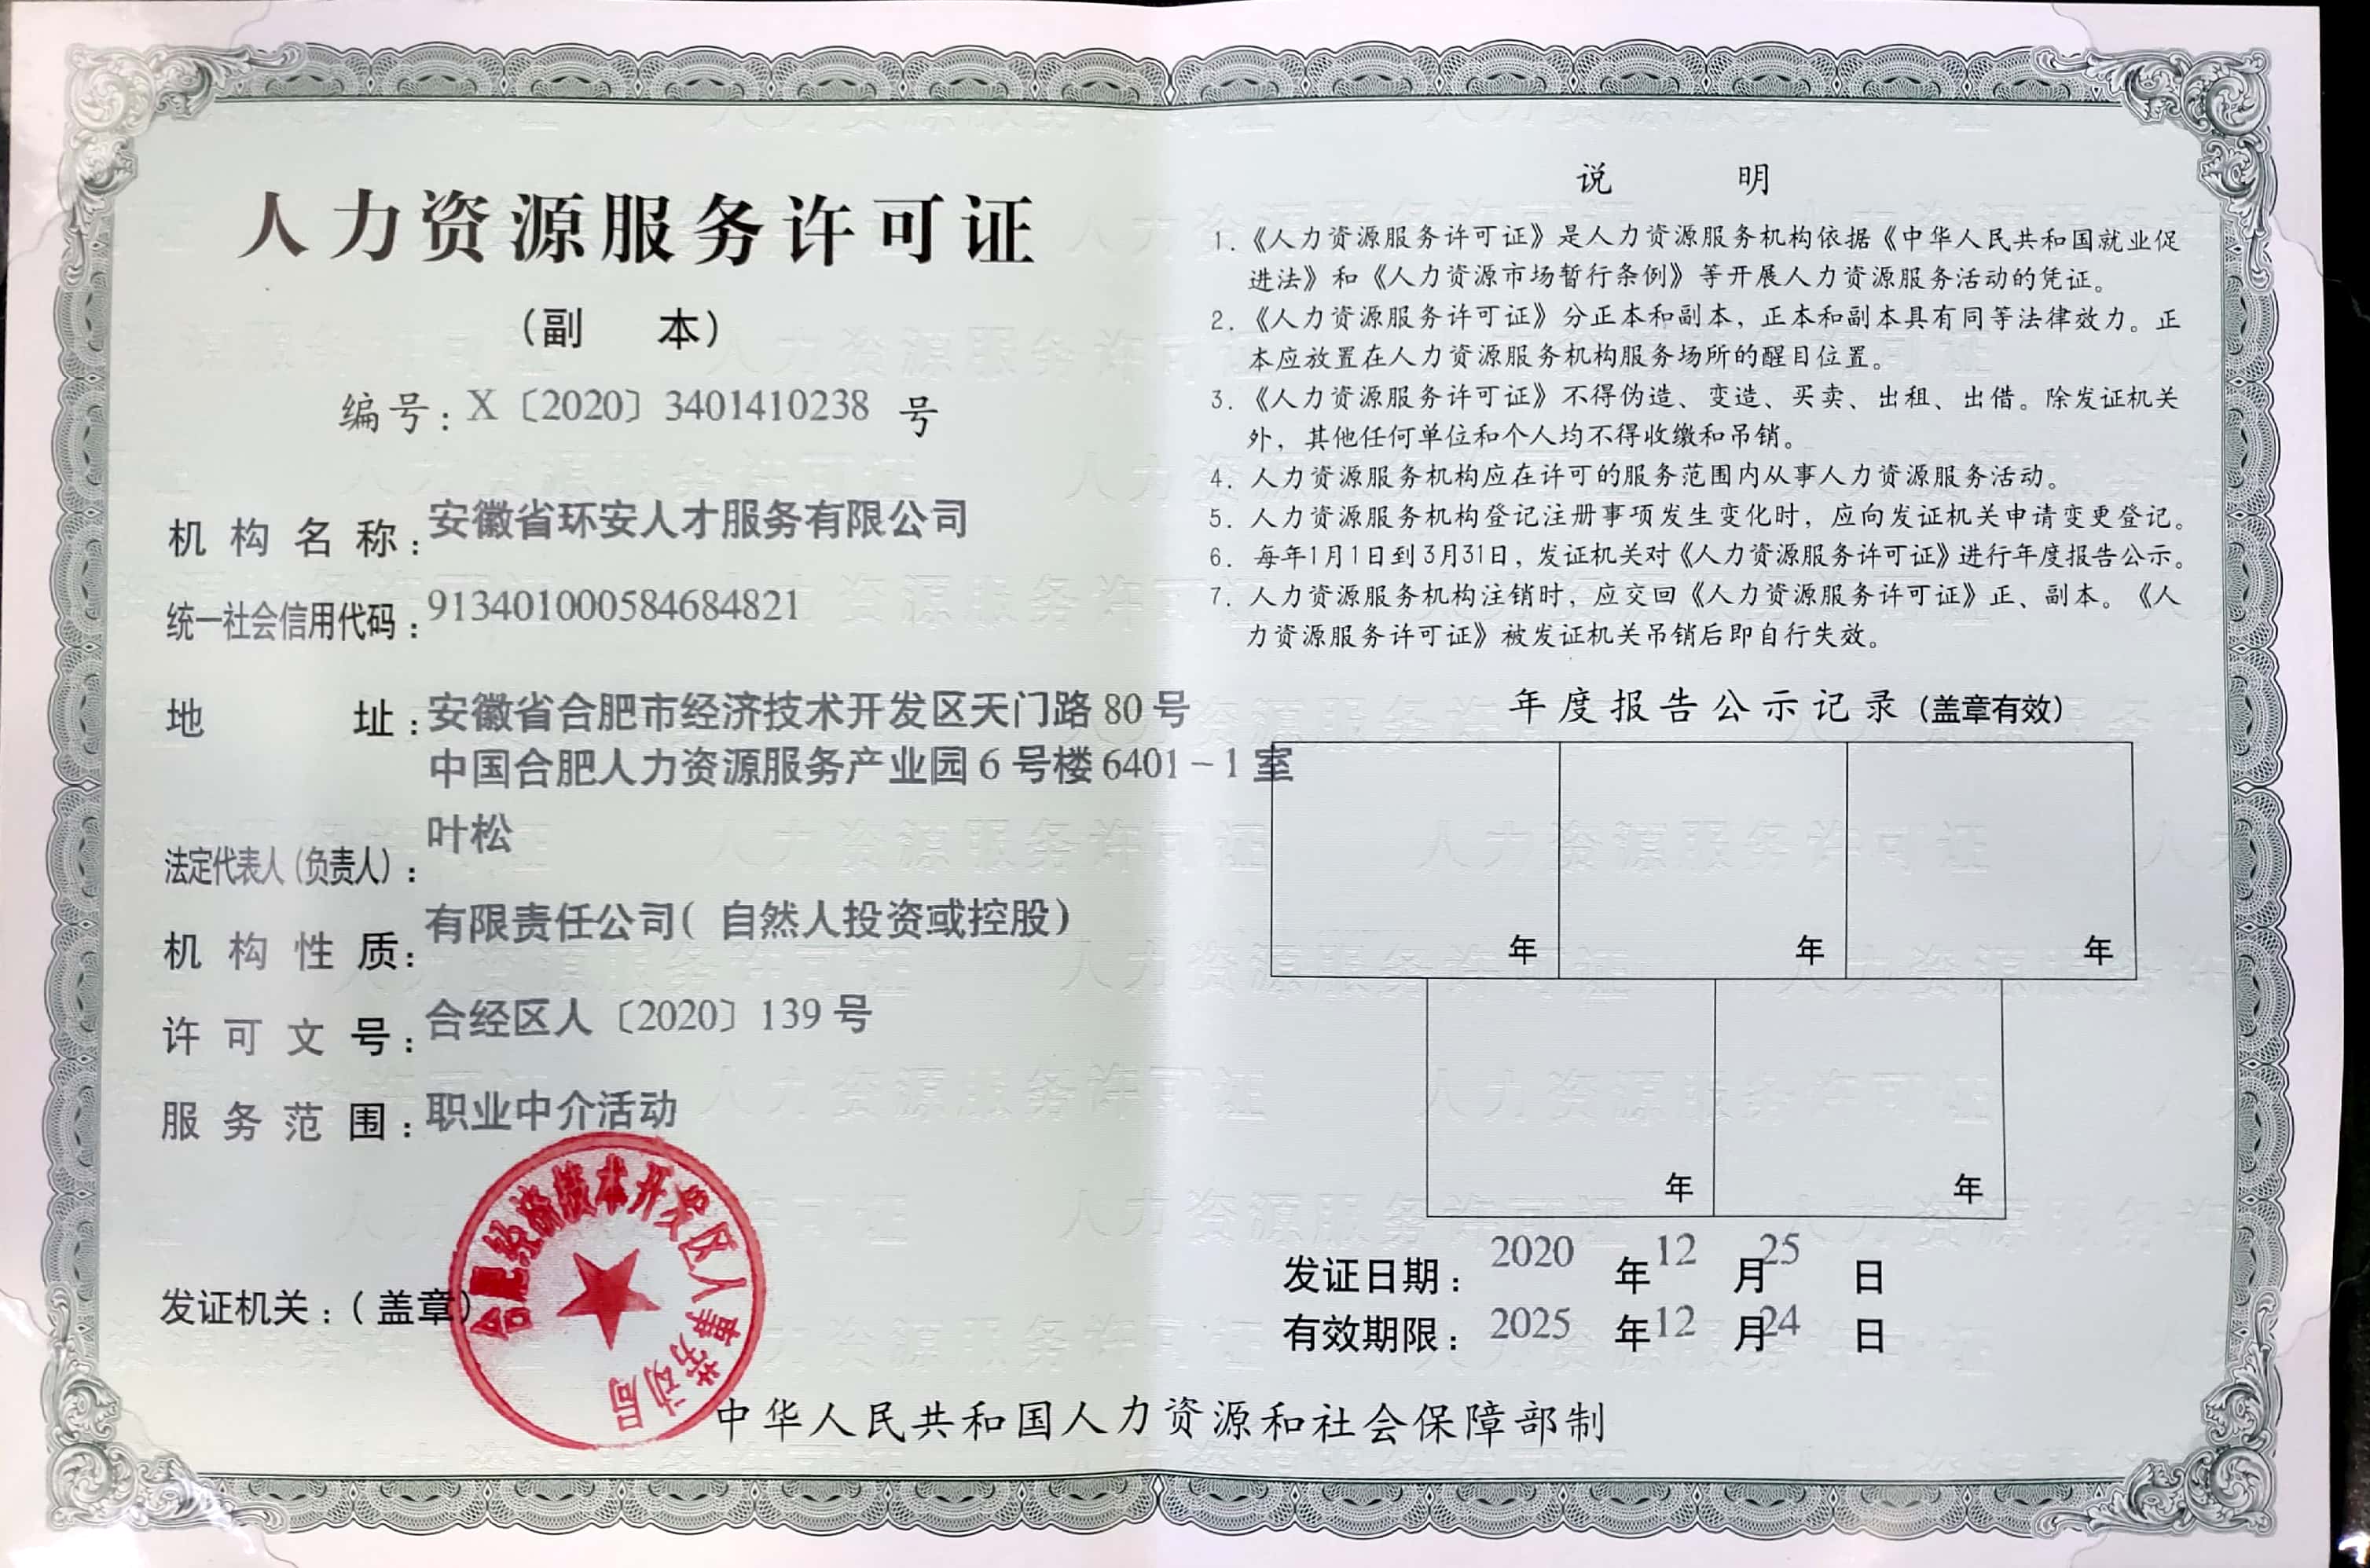 人力资源服务许可证
(副 本)
编号: X〔2020〕3401410238 号
机构名称: 安徽省环安人才服务有限公司
统一社会信用代码: 913401000584684821
地 址: 安徽省合肥市经济技术开发区天门路 80 号
中国合肥人力资源服务产业园 6 号楼 6401-1 室
法定代表人(负责人): 叶松
机构性质: 有限责任公司( 自然人投资或控股)
许可文号: 合经区人〔2020〕139 号
服务范围: 职业中介活动
发证机关:(盖章)
合肥经济技术开发区人事劳动局
说 明
1.《人力资源服务许可证》是人力资源服务机构依据《中华人民共和国就业促
进法》和《人力资源市场暂行条例》等开展人力资源服务活动的凭证。
2.《人力资源服务许可证》分正本和副本，正本和副本具有同等法律效力。正
本应放置在人力资源服务机构服务场所的醒目位置。
3.《人力资源服务许可证》不得伪造、变造、买卖、出租、出借。除发证机关
外，其他任何单位和个人均不得收缴和吊销。
4. 人力资源服务机构应在许可的服务范围内从事人力资源服务活动。
5. 人力资源服务机构登记注册事项发生变化时，应向发证机关申请变更登记。
6. 每年1月1日到3月31日，发证机关对《人力资源服务许可证》进行年度报告公示。
7. 人力资源服务机构注销时，应交回《人力资源服务许可证》正、副本。《人
力资源服务许可证》被发证机关吊销后即自行失效。
年度报告公示记录(盖章有效)
年 年 年
年 年
发证日期: 2020 年 12 月 25 日
有效期限: 2025 年 12 月 24 日
中华人民共和国人力资源和社会保障部制